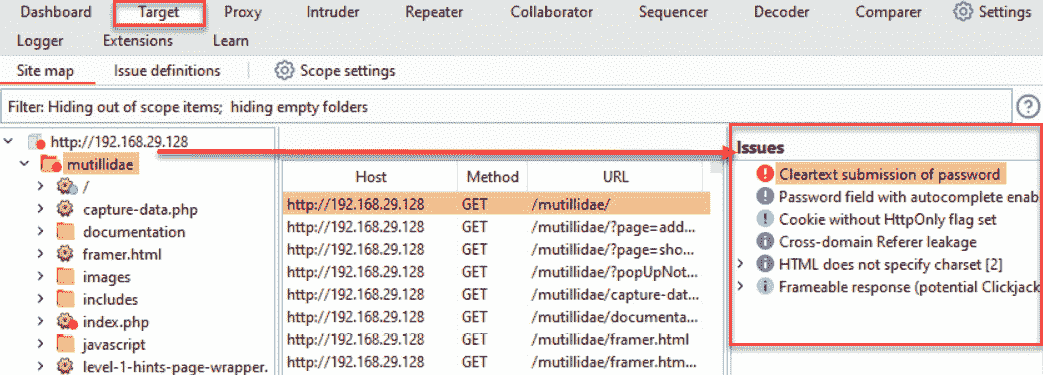 Dashboard Target Proxy Intruder Repeater Collaborator Sequencer Decoder Comparer Settings
Logger Extensions Learn
Site map Issue definitions Scope settings
Filter: Hiding out of scope items; hiding empty folders
http://192.168.29.128
mutillidae
/
capture-data.php
documentation
framer.html
images
includes
index.php
javascript
level-1-hints-page-wrapper.
Host Method URL
http://192.168.29.128 GET /mutillidae/
http://192.168.29.128 GET /mutillidae/?page=add...
http://192.168.29.128 GET /mutillidae/?page=sho...
http://192.168.29.128 GET /mutillidae/?popUpNot...
http://192.168.29.128 GET /mutillidae/capture-dat...
http://192.168.29.128 GET /mutillidae/documenta...
http://192.168.29.128 GET /mutillidae/framer.html
http://192.168.29.128 GET /mutillidae/framer.htm...
Issues
Cleartext submission of password
Password field with autocomplete enab
Cookie without HttpOnly flag set
Cross-domain Referer leakage
HTML does not specify charset [2]
Frameable response (potential Clickjack